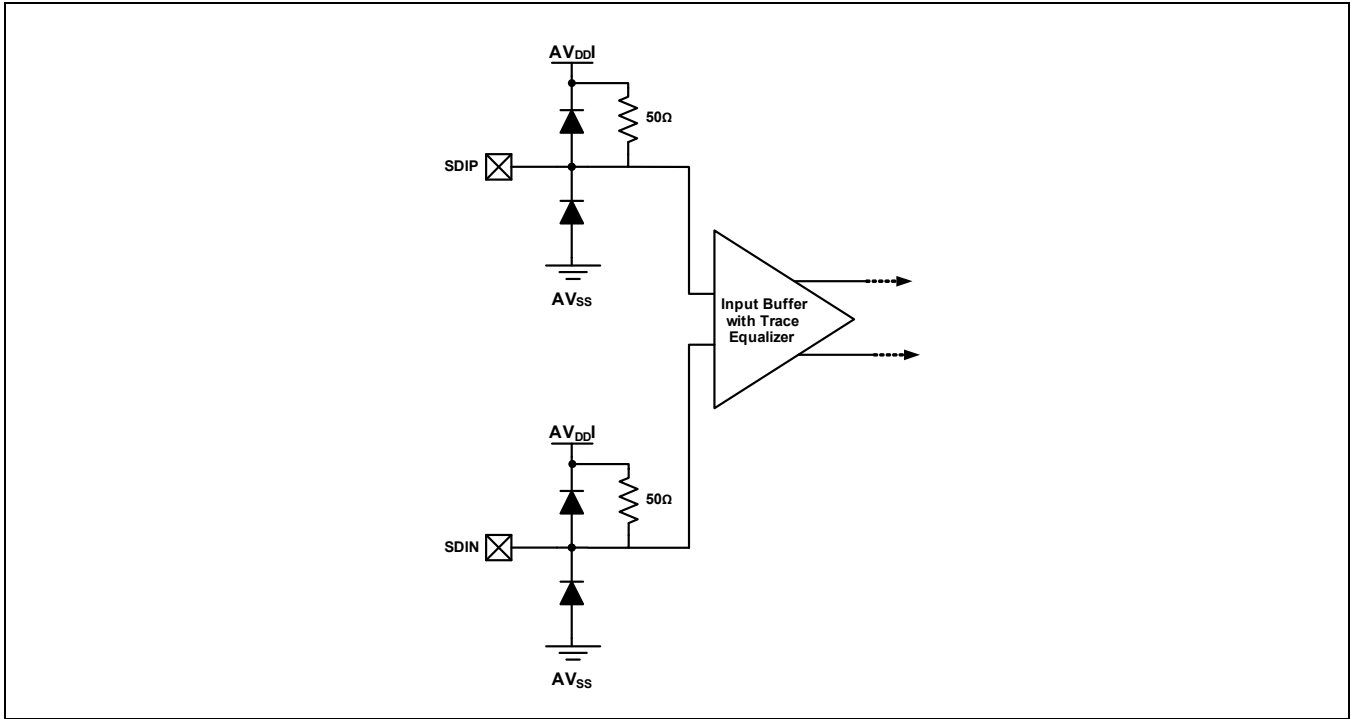 AVDDI
50Ω
SDIP
AVSS
Input Buffer
with Trace
Equalizer
AVDDI
50Ω
SDIN
AVSS